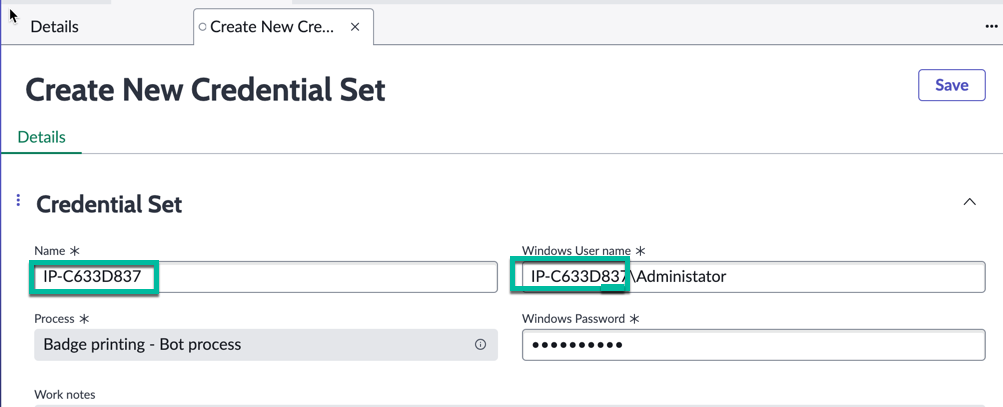 Details
Create New Cre... ×
...
Create New Credential Set
Save
Details
Credential Set
Name *
Windows User name *
IP-C633D837
IP-C633D837\Administator
Process *
Windows Password *
Badge printing - Bot process
••••••••••
Work notes